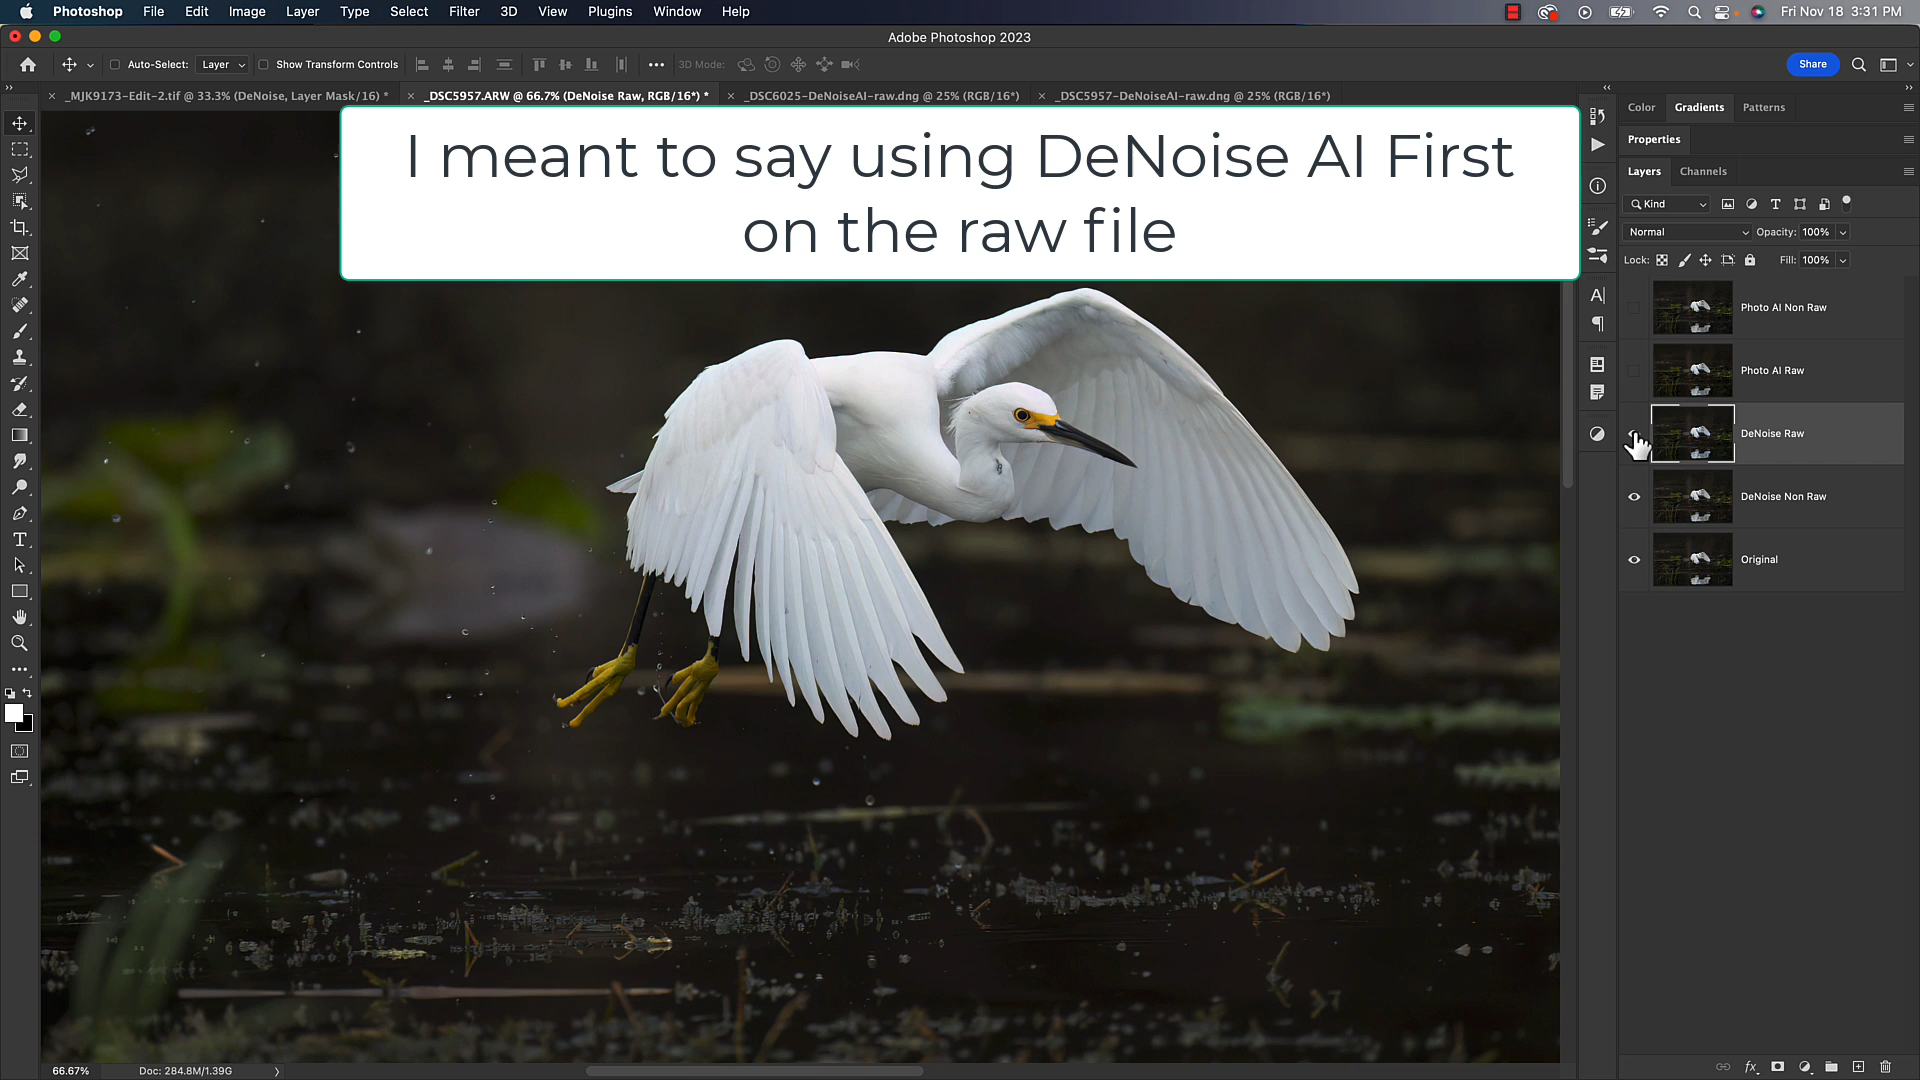 Photoshop File Edit Image Layer Type Select Filter 3D View Plugins Window Help Fri Nov 18 3:31 PM
Adobe Photoshop 2023
Auto-Select: Layer Show Transform Controls ••• 3D Mode: Share
_MJK9173-Edit-2.tif @ 33.3% (DeNoise, Layer Mask/16) * _DSC5957.ARW @ 66.7% (DeNoise Raw, RGB/16*) * _DSC6025-DeNoiseAI-raw.dng @ 25% (RGB/16*) _DSC5957-DeNoiseAI-raw.dng @ 25% (RGB/16*)
I meant to say using DeNoise AI First
on the raw file
Color Gradients Patterns
Properties
Layers Channels
Kind
Normal Opacity: 100%
Lock: Fill: 100%
Photo AI Non Raw
Photo AI Raw
DeNoise Raw
DeNoise Non Raw
Original
66.67% Doc: 284.8M/1.39G